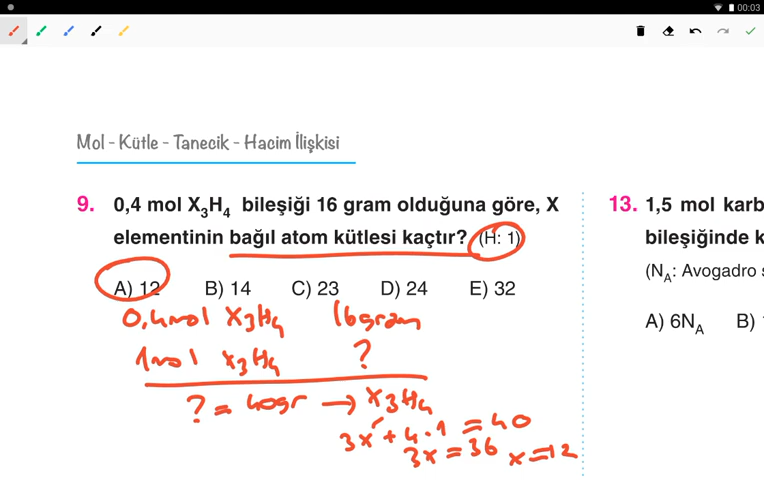 00:03
Mol - Kütle - Tanecik - Hacim İlişkisi
9. 0,4 mol X₃H₄ bileşiği 16 gram olduğuna göre, X
elementinin bağıl atom kütlesi kaçtır? (H: 1)
A) 12 B) 14 C) 23 D) 24 E) 32
0,4mol X₃H₄ 16gram
1mol X₃H₄ ?
? = 40gr → X₃H₄
3x + 4.1 = 40
3x = 36 x = 12
13. 1,5 mol karb
bileşiğinde k
(N_A: Avogadro s
A) 6N_A B)